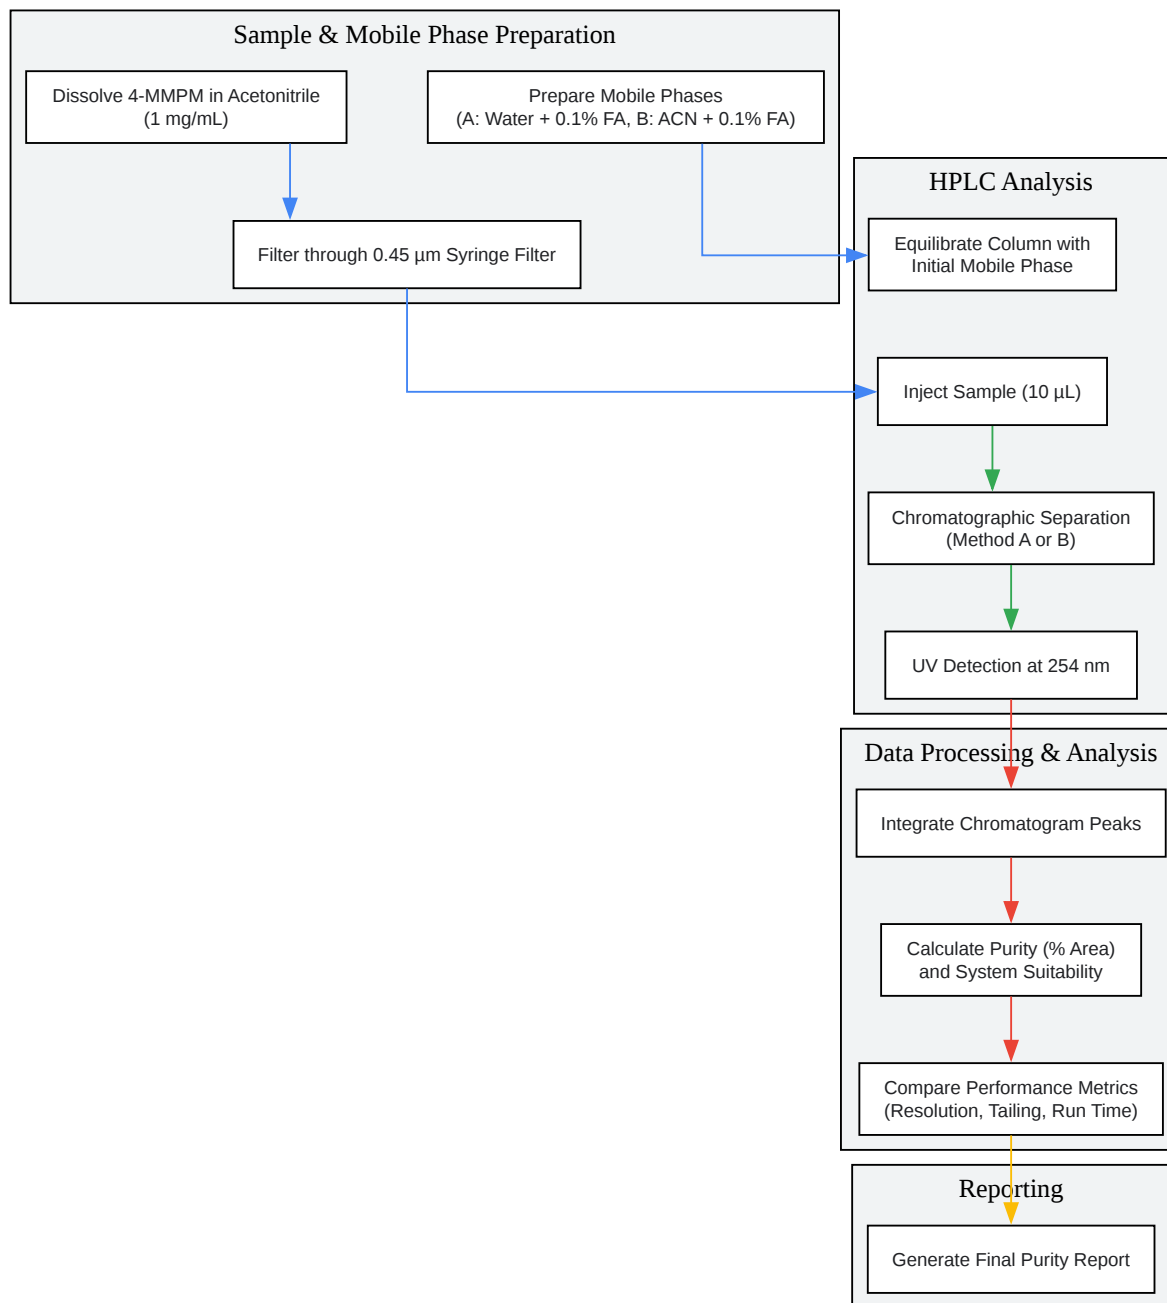 Sample & Mobile Phase Preparation
Dissolve 4-MMPM in Acetonitrile
(1 mg/mL)
Prepare Mobile Phases
(A: Water + 0.1% FA, B: ACN + 0.1% FA)
Filter through 0.45 µm Syringe Filter
HPLC Analysis
Equilibrate Column with
Initial Mobile Phase
Inject Sample (10 µL)
Chromatographic Separation
(Method A or B)
UV Detection at 254 nm
Data Processing & Analysis
Integrate Chromatogram Peaks
Calculate Purity (% Area)
and System Suitability
Compare Performance Metrics
(Resolution, Tailing, Run Time)
Reporting
Generate Final Purity Report